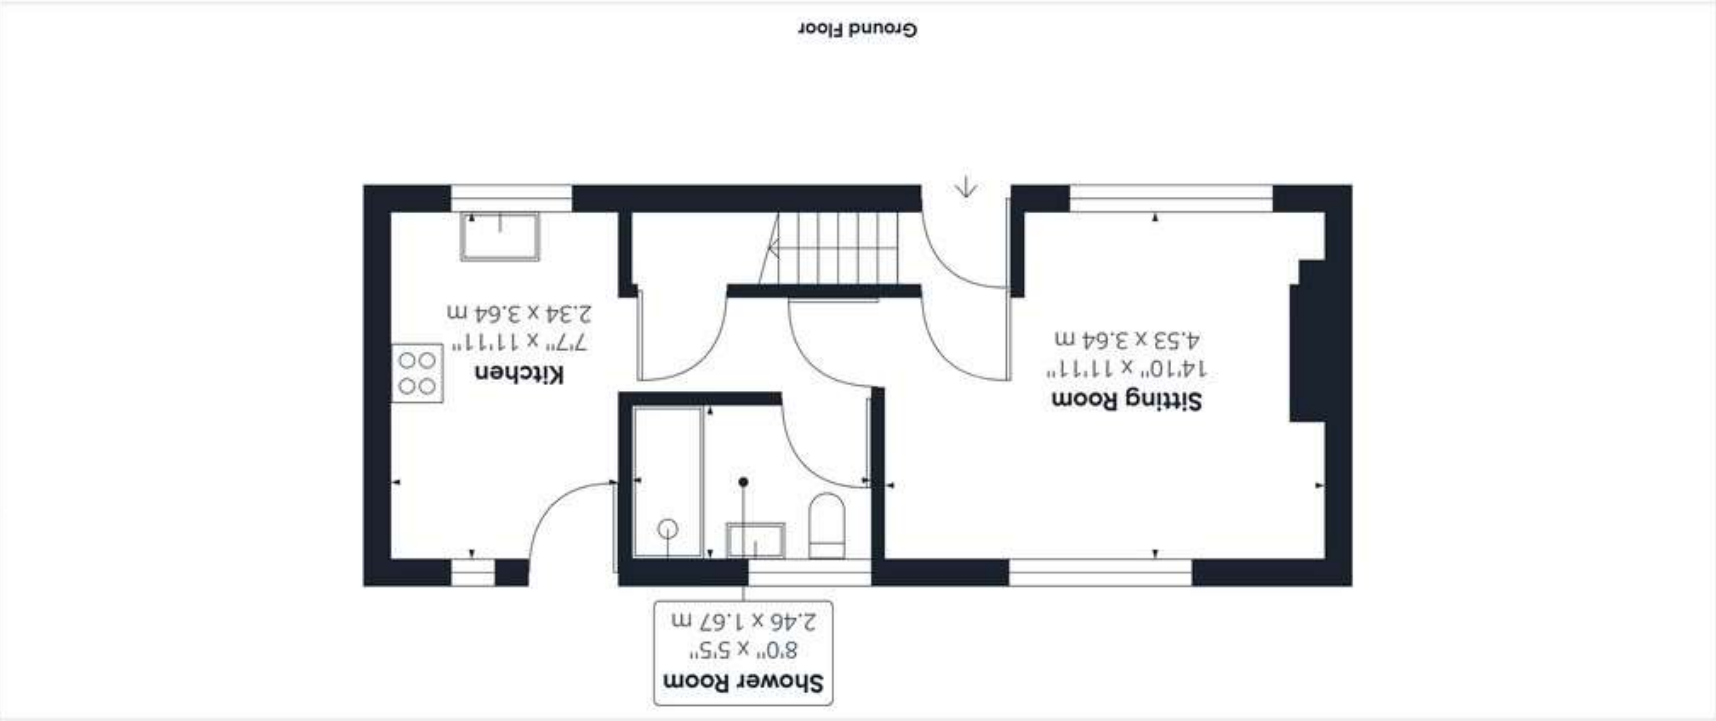 Shower Room
8'0" x 5'5"
2.46 x 1.67 m
Sitting Room
14'10" x 11'11"
4.53 x 3.64 m
Kitchen
7'7" x 11'11"
2.34 x 3.64 m
Ground Floor